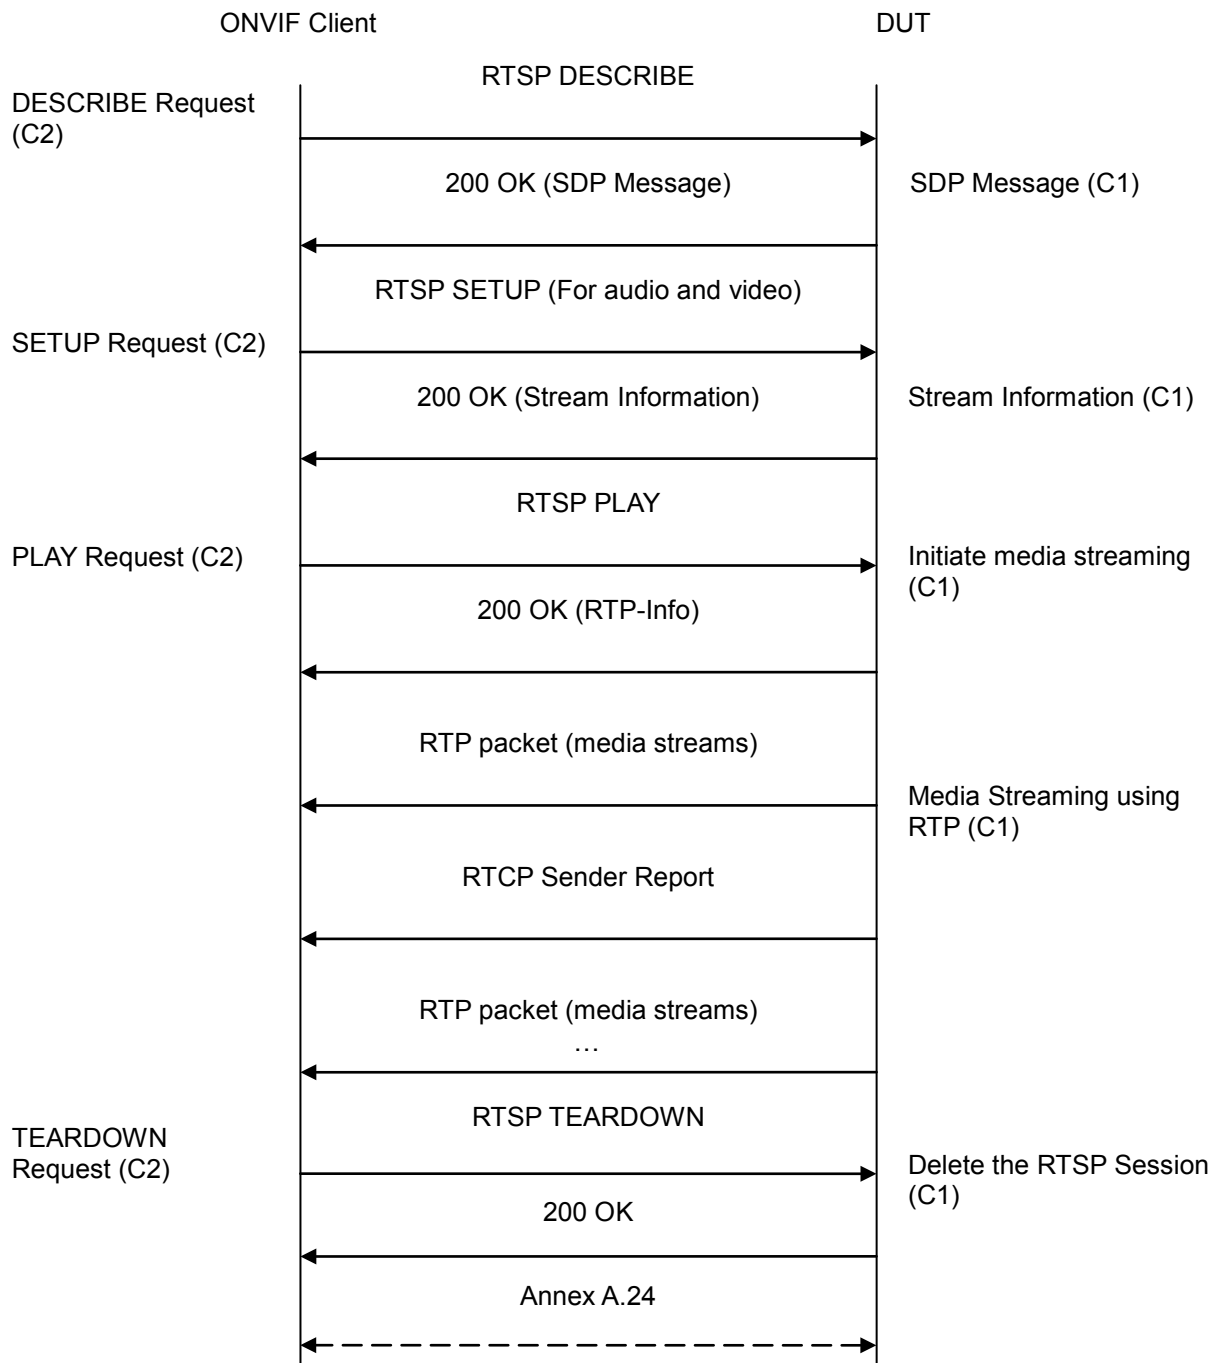 ONVIF Client
DUT
RTSP DESCRIBE
DESCRIBE Request
(C2)
200 OK (SDP Message)
SDP Message (C1)
RTSP SETUP (For audio and video)
SETUP Request (C2)
200 OK (Stream Information)
Stream Information (C1)
RTSP PLAY
PLAY Request (C2)
Initiate media streaming
(C1)
200 OK (RTP-Info)
RTP packet (media streams)
Media Streaming using
RTP (C1)
RTCP Sender Report
RTP packet (media streams)
…
RTSP TEARDOWN
TEARDOWN
Request (C2)
Delete the RTSP Session
(C1)
200 OK
Annex A.24